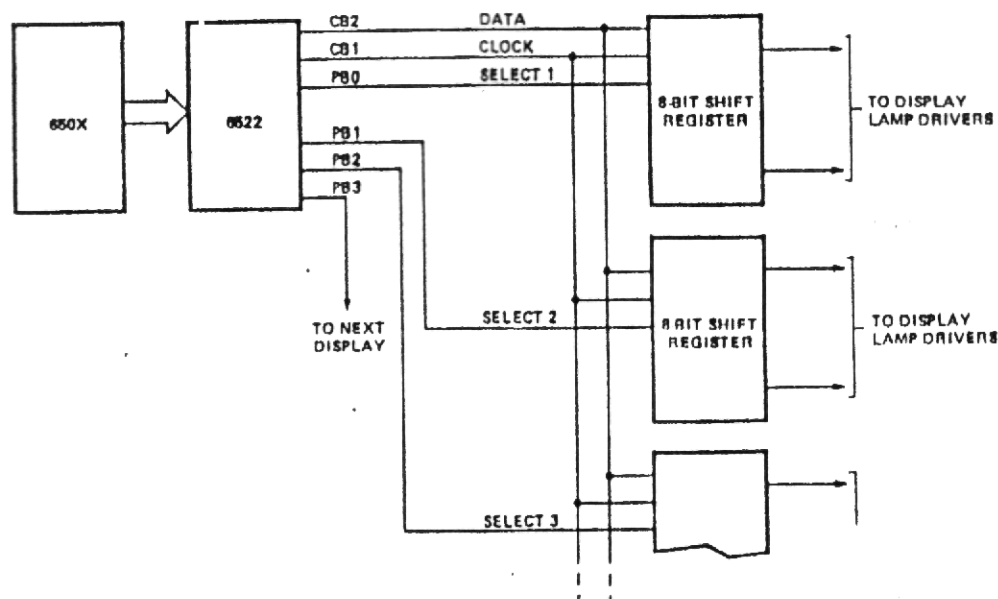 CB2 DATA
CB1 CLOCK
PB0 SELECT 1
650X
6522
8-BIT SHIFT
REGISTER
TO DISPLAY
LAMP DRIVERS
PB1
PB2
PB3
TO NEXT
DISPLAY
SELECT 2
8 BIT SHIFT
REGISTER
TO DISPLAY
LAMP DRIVERS
SELECT 3